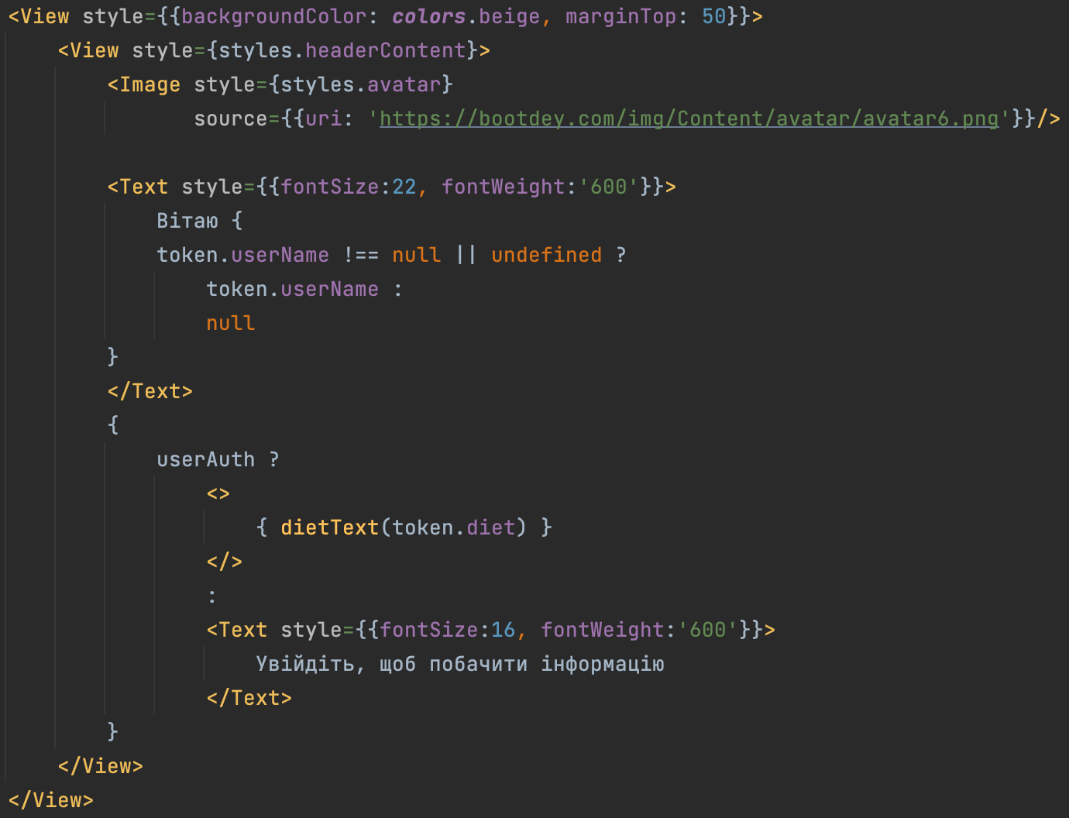 <View style={{backgroundColor: colors.beige, marginTop: 50}}>
    <View style={styles.headerContent}>
        <Image style={styles.avatar}
               source={{uri: 'https://bootdey.com/img/Content/avatar/avatar6.png'}}/>

        <Text style={{fontSize:22, fontWeight:'600'}}>
            Вітаю {
            token.userName !== null || undefined ?
                token.userName :
                null
        }
        </Text>
        {
            userAuth ?
                <>
                    { dietText(token.diet) }
                </>
                :
                <Text style={{fontSize:16, fontWeight:'600'}}>
                    Увійдіть, щоб побачити інформацію
                </Text>
        }
    </View>
</View>